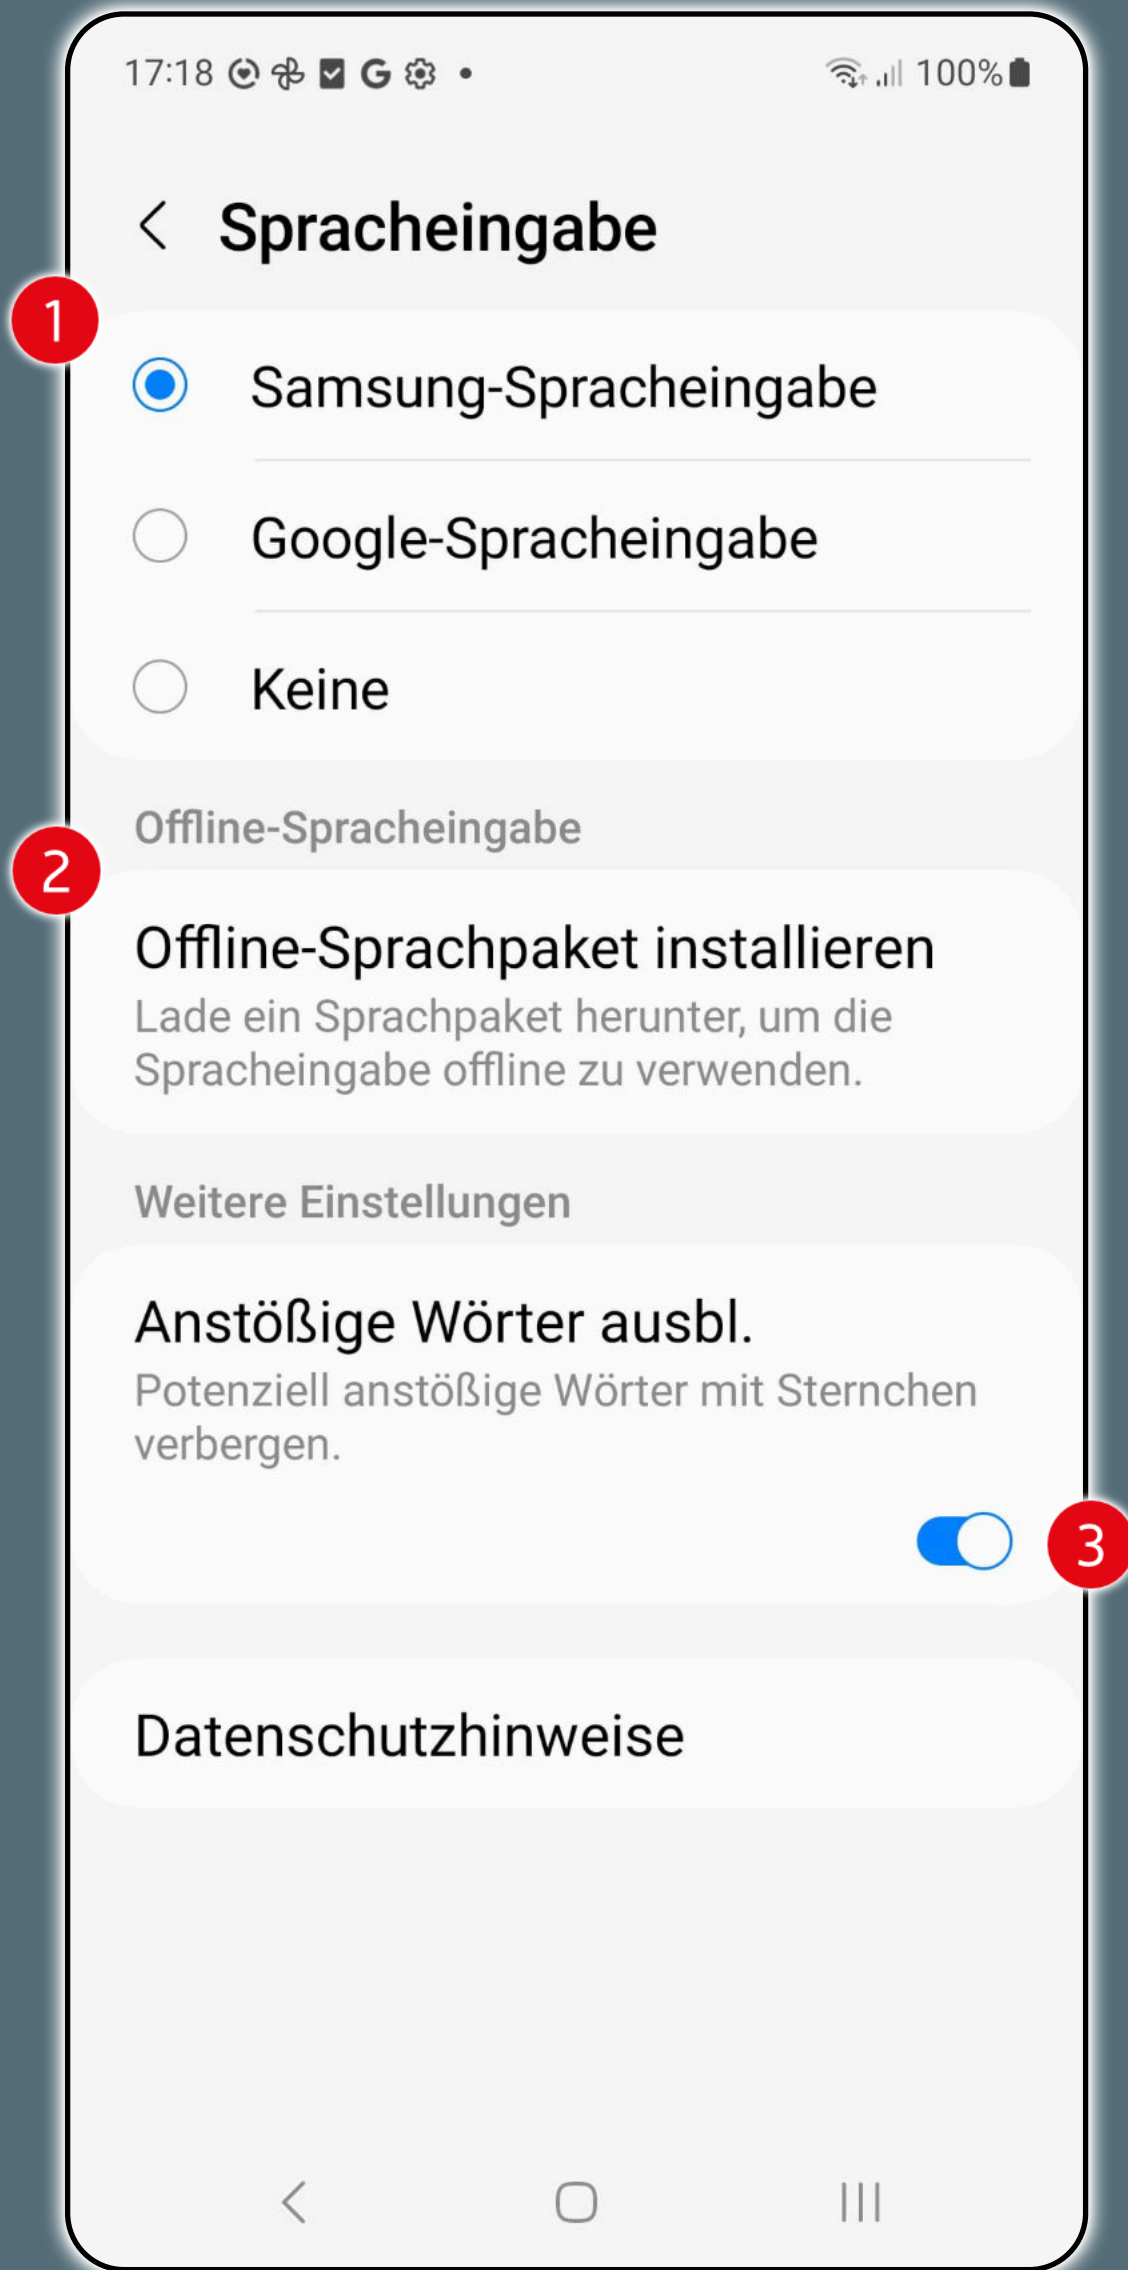 17:18 G 100%
Spracheingabe
1
Samsung-Spracheingabe
Google-Spracheingabe
Keine
Offline-Spracheingabe
2
Offline-Sprachpaket installieren
Lade ein Sprachpaket herunter, um die
Spracheingabe offline zu verwenden.
Weitere Einstellungen
Anstößige Wörter ausbl.
Potenziell anstößige Wörter mit Sternchen
verbergen.
3
Datenschutzhinweise